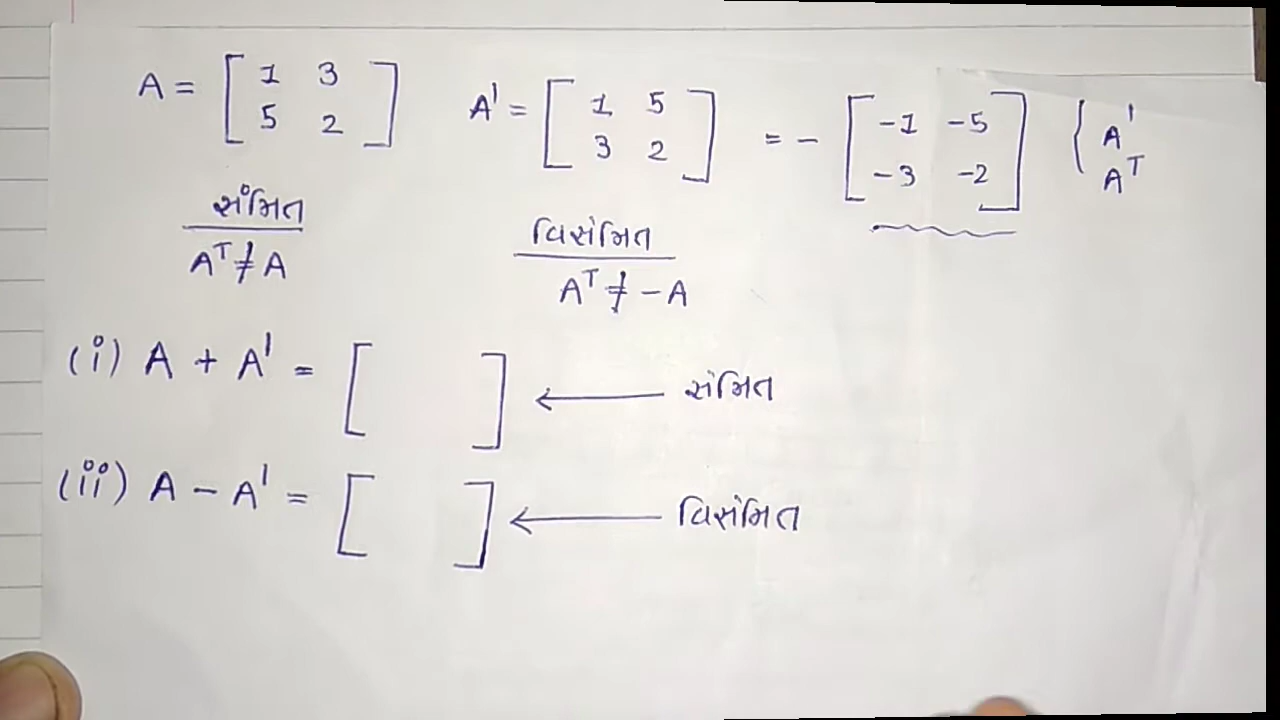 A = [ 1 3 5 2 ] A' = [ 1 5 3 2 ] = - [ -1 -5 -3 -2 ] { A' A^T
સંમિત વિસંમિત
A^T ≠ A A^T ≠ - A
(i) A + A' = [ ] ← સંમિત
(ii) A - A' = [ ] ← વિસંમિત